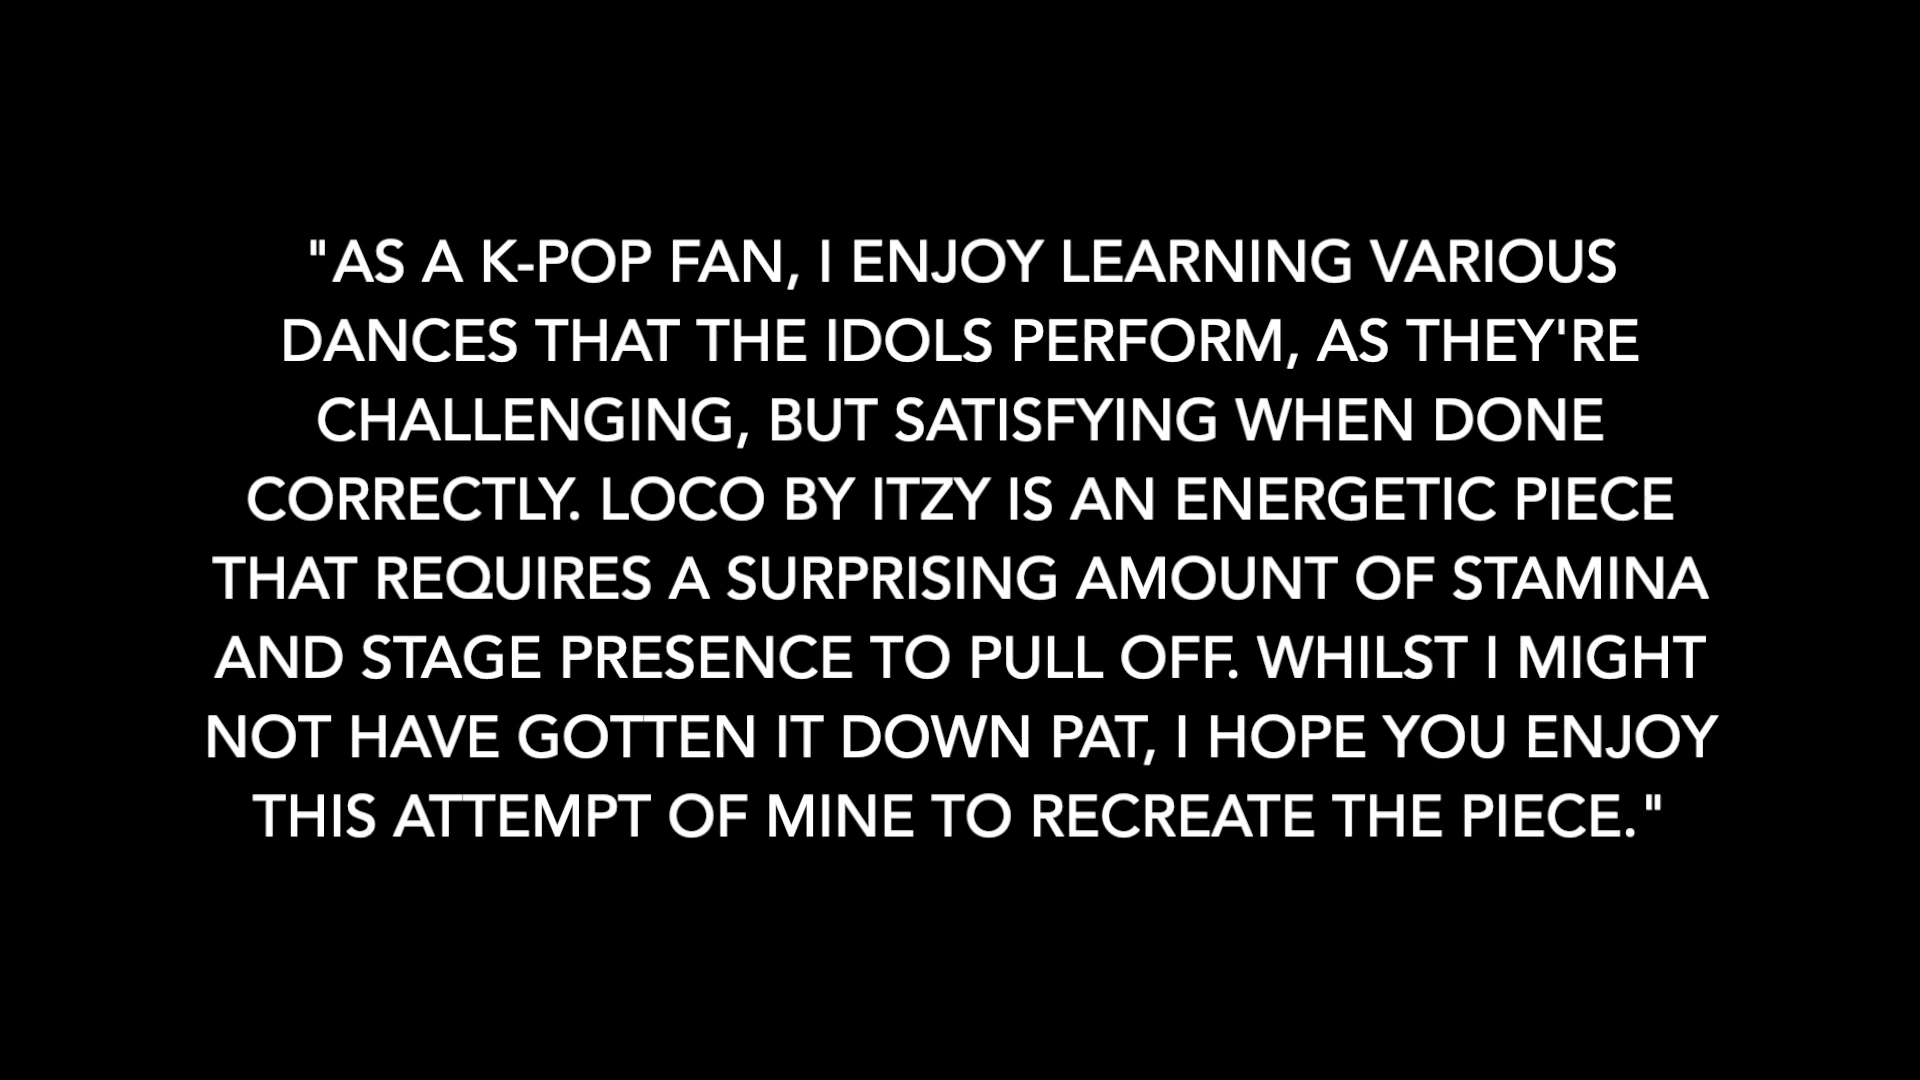 "AS A K-POP FAN, I ENJOY LEARNING VARIOUS
DANCES THAT THE IDOLS PERFORM, AS THEY'RE
CHALLENGING, BUT SATISFYING WHEN DONE
CORRECTLY. LOCO BY ITZY IS AN ENERGETIC PIECE
THAT REQUIRES A SURPRISING AMOUNT OF STAMINA
AND STAGE PRESENCE TO PULL OFF. WHILST I MIGHT
NOT HAVE GOTTEN IT DOWN PAT, I HOPE YOU ENJOY
THIS ATTEMPT OF MINE TO RECREATE THE PIECE."